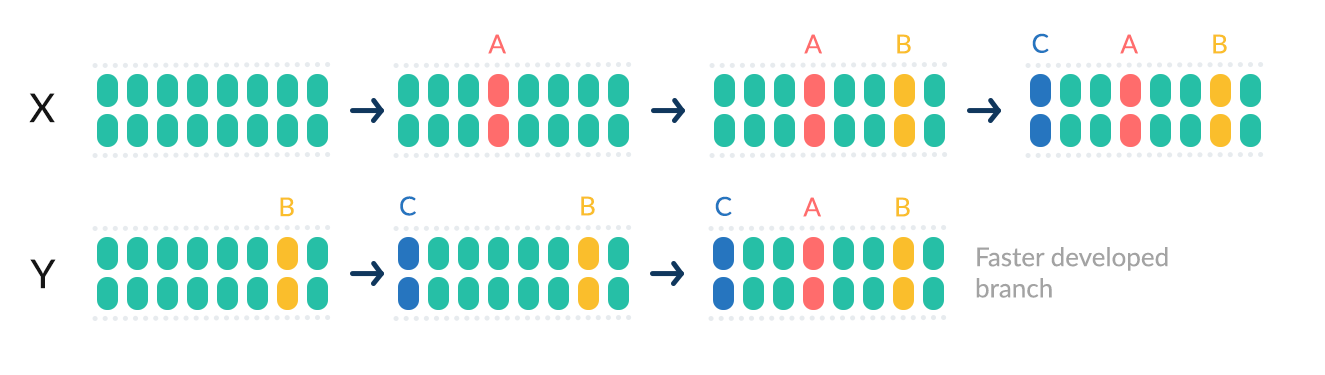 A
A B
C A B
X
B
C B
C A B
Y
Faster developed
branch